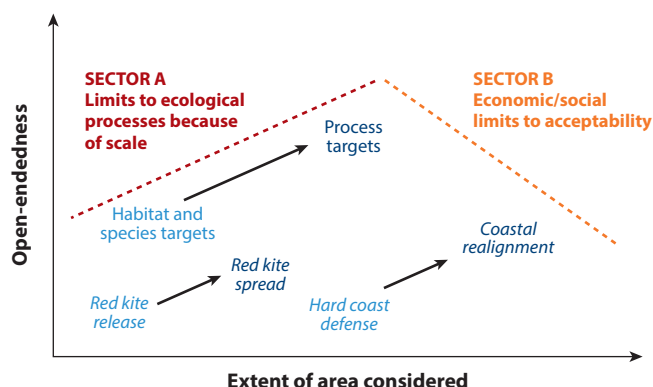 SECTOR A
Limits to ecological
processes because
of scale
SECTOR B
Economic/social
limits to acceptability
Process
targets
Habitat and
species targets
Coastal
realignment
Red kite
spread
Red kite
release
Hard coast
defense
Open-endedness
Extent of area considered